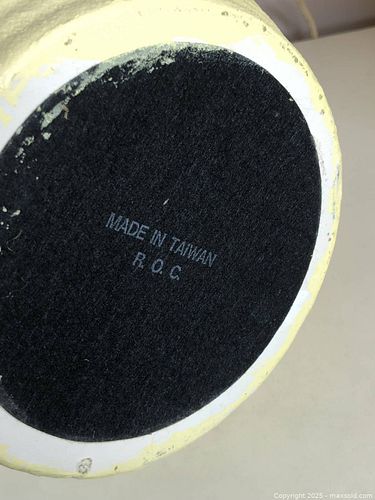 MADE IN TAIWAN
R. O. C.
Copyright 2025 - maxsold.com